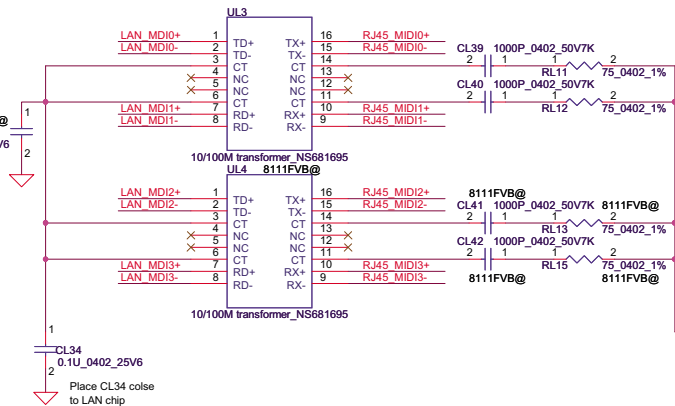 UL3
LAN_MDI0+ 1 TD+ TX+ 16 RJ45_MIDI0+
LAN_MDI0- 2 TD- TX- 15 RJ45_MIDI0-
3 CT CT 14
4 NC NC 13
5 NC NC 12
6 CT CT 11
LAN_MDI1+ 7 RD+ RX+ 10 RJ45_MIDI1+
LAN_MDI1- 8 RD- RX- 9 RJ45_MIDI1-
10/100M transformer_NS681695
CL39 1000P_0402_50V7K
2 1 1 2
RL11 75_0402_1%
CL40 1000P_0402_50V7K
2 1 1 2
RL12 75_0402_1%
@
1
V6
2
UL4 8111FVB@
LAN_MDI2+ 1 TD+ TX+ 16 RJ45_MIDI2+
LAN_MDI2- 2 TD- TX- 15 RJ45_MIDI2-
3 CT CT 14
4 NC NC 13
5 NC NC 12
6 CT CT 11
LAN_MDI3+ 7 RD+ RX+ 10 RJ45_MIDI3+
LAN_MDI3- 8 RD- RX- 9 RJ45_MIDI3-
10/100M transformer_NS681695
8111FVB@
CL41 1000P_0402_50V7K 8111FVB@
2 1 1 2
RL13 75_0402_1%
CL42 1000P_0402_50V7K
2 1 1 2
RL15 75_0402_1%
8111FVB@ 8111FVB@
1
CL34
0.1U_0402_25V6
2
Place CL34 colse
to LAN chip